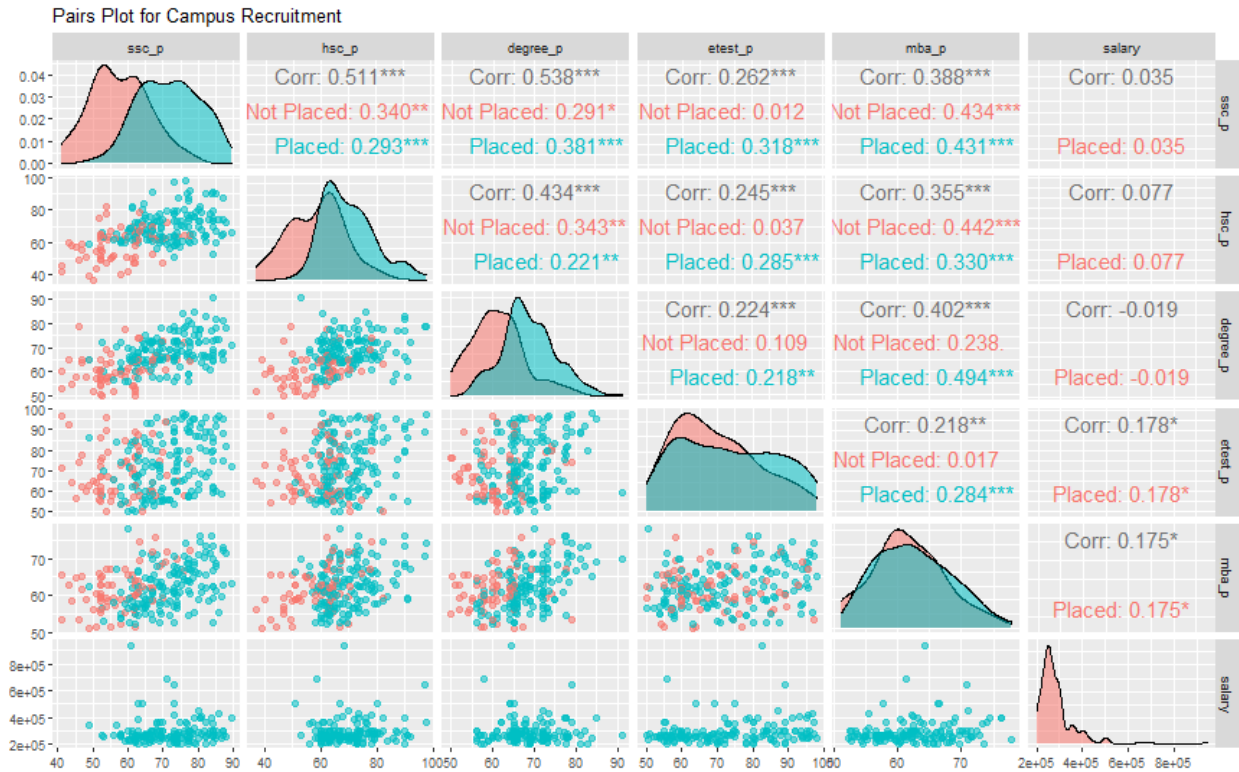 Pairs Plot for Campus Recruitment
ssc_p hsc_p degree_p etest_p mba_p salary
0.04
0.03
0.02
0.01
0.00
Corr: 0.511*** Corr: 0.538*** Corr: 0.262*** Corr: 0.388*** Corr: 0.035
Not Placed: 0.340** Not Placed: 0.291* Not Placed: 0.012 Not Placed: 0.434***
Placed: 0.293*** Placed: 0.381*** Placed: 0.318*** Placed: 0.431*** Placed: 0.035
ssc_p
100
80
60
40
Corr: 0.434*** Corr: 0.245*** Corr: 0.355*** Corr: 0.077
Not Placed: 0.343** Not Placed: 0.037 Not Placed: 0.442***
Placed: 0.221** Placed: 0.285*** Placed: 0.330*** Placed: 0.077
hsc_p
90
80
70
60
50
Corr: 0.224*** Corr: 0.402*** Corr: -0.019
Not Placed: 0.109 Not Placed: 0.238.
Placed: 0.218** Placed: 0.494*** Placed: -0.019
degree_p
100
90
80
70
60
50
Corr: 0.218** Corr: 0.178*
Not Placed: 0.017
Placed: 0.284*** Placed: 0.178*
etest_p
70
60
50
Corr: 0.175*
Placed: 0.175*
mba_p
8e+05
6e+05
4e+05
2e+05
salary
40 50 60 70 80 90 40 60 80 100 50 60 70 80 90 50 60 70 80 90 100 50 60 70 2e+05 4e+05 6e+05 8e+05